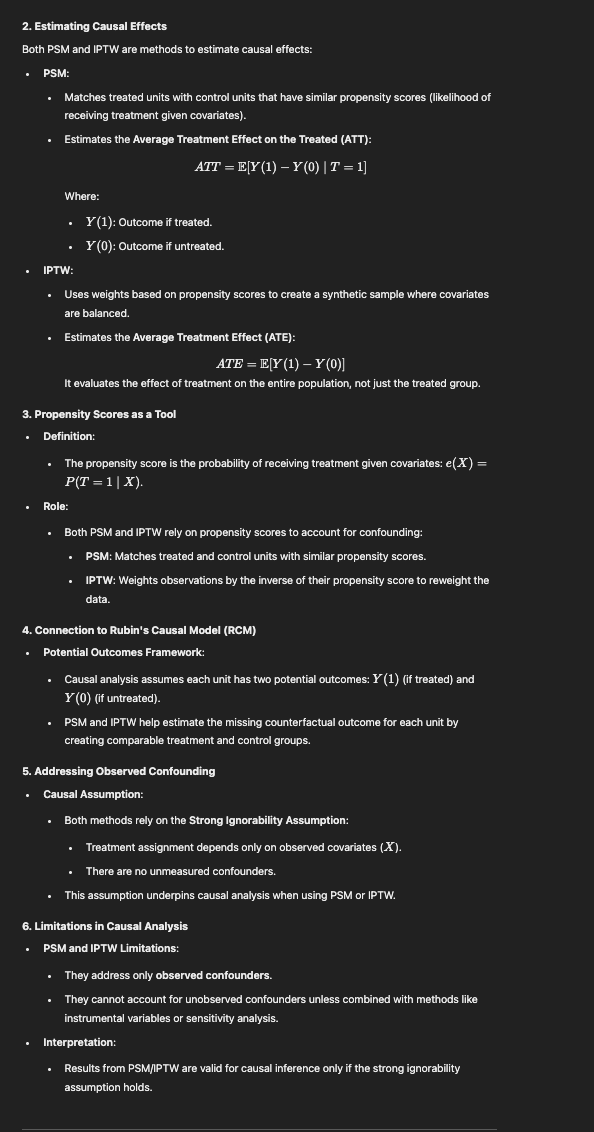 2. Estimating Causal Effects
Both PSM and IPTW are methods to estimate causal effects:
• PSM:
• Matches treated units with control units that have similar propensity scores (likelihood of
receiving treatment given covariates).
• Estimates the Average Treatment Effect on the Treated (ATT):
ATT = 𝔼[Y(1) − Y(0) | T = 1]
Where:
• Y(1): Outcome if treated.
• Y(0): Outcome if untreated.
• IPTW:
• Uses weights based on propensity scores to create a synthetic sample where covariates
are balanced.
• Estimates the Average Treatment Effect (ATE):
ATE = 𝔼[Y(1) − Y(0)]
It evaluates the effect of treatment on the entire population, not just the treated group.
3. Propensity Scores as a Tool
• Definition:
• The propensity score is the probability of receiving treatment given covariates: e(X) =
P(T = 1 | X).
• Role:
• Both PSM and IPTW rely on propensity scores to account for confounding:
• PSM: Matches treated and control units with similar propensity scores.
• IPTW: Weights observations by the inverse of their propensity score to reweight the
data.
4. Connection to Rubin's Causal Model (RCM)
• Potential Outcomes Framework:
• Causal analysis assumes each unit has two potential outcomes: Y(1) (if treated) and
Y(0) (if untreated).
• PSM and IPTW help estimate the missing counterfactual outcome for each unit by
creating comparable treatment and control groups.
5. Addressing Observed Confounding
• Causal Assumption:
• Both methods rely on the Strong Ignorability Assumption:
• Treatment assignment depends only on observed covariates (X).
• There are no unmeasured confounders.
• This assumption underpins causal analysis when using PSM or IPTW.
6. Limitations in Causal Analysis
• PSM and IPTW Limitations:
• They address only observed confounders.
• They cannot account for unobserved confounders unless combined with methods like
instrumental variables or sensitivity analysis.
• Interpretation:
• Results from PSM/IPTW are valid for causal inference only if the strong ignorability
assumption holds.